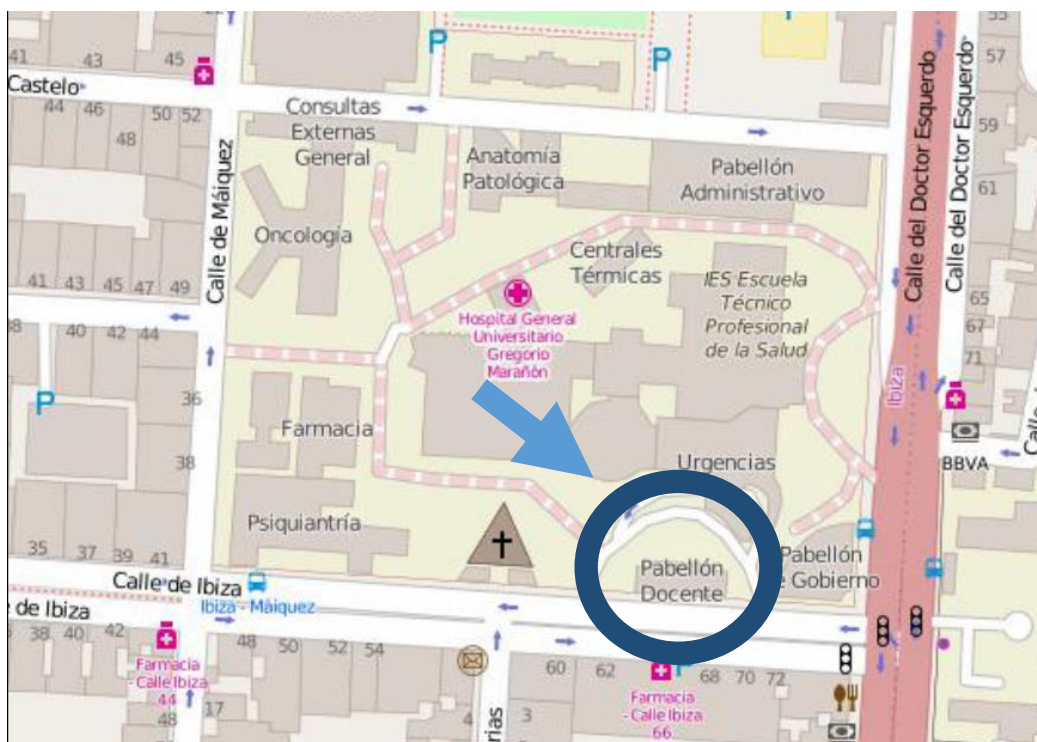 41
43
45
55
57
59
61
Castelo
44
46
48
50
52
P
P
Consultas
Externas
General
Anatomía
Patológica
Pabellón
Administrativo
Calle de Máiquez
Calle del Doctor Esquerdo
Calle del Doctor Esquerdo
Oncología
Centrales
Térmicas
IES Escuela
Técnico
Profesional
de la Salud
Hospital General
Universitario
Gregorio
Marañón
41
43
45
47
49
65
67
71
40
42
44
36
38
P
Ibiza
Farmacia
BBVA
Urgencias
Psiquiantría
Pabellón
Docente
Pabellón
e Gobierno
35
37
39
41
Calle de Ibiza
Ibiza - Máiquez
le de Ibiza
38
40
42
48
50
52
54
60
62
68
70
72
Farmacia
- Calle Ibiza
44
48
17
4
rias
3
Farmacia
- Calle Ibiza
66